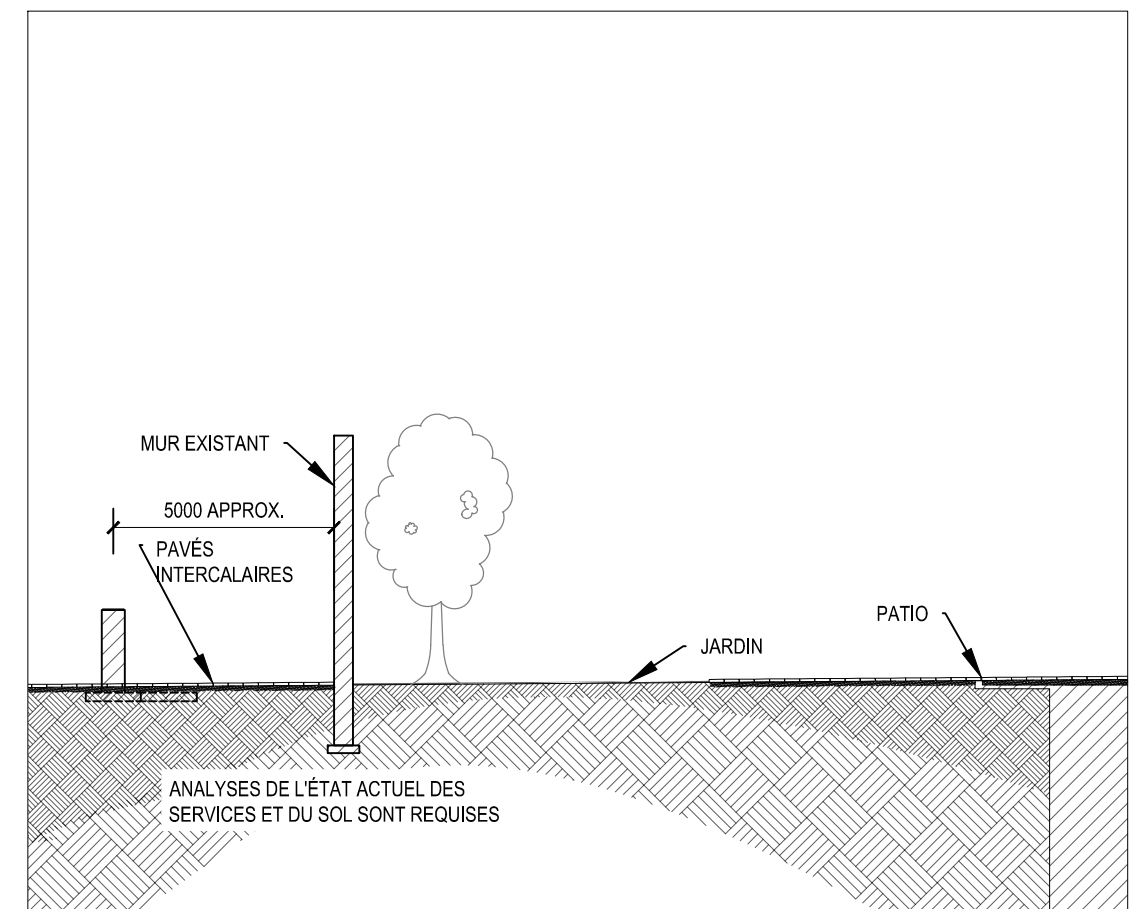 MUR EXISTANT
5000 APPROX.
PAVÉS
INTERCALAIRES
PATIO
JARDIN
ANALYSES DE L'ÉTAT ACTUEL DES
SERVICES ET DU SOL SONT REQUISES